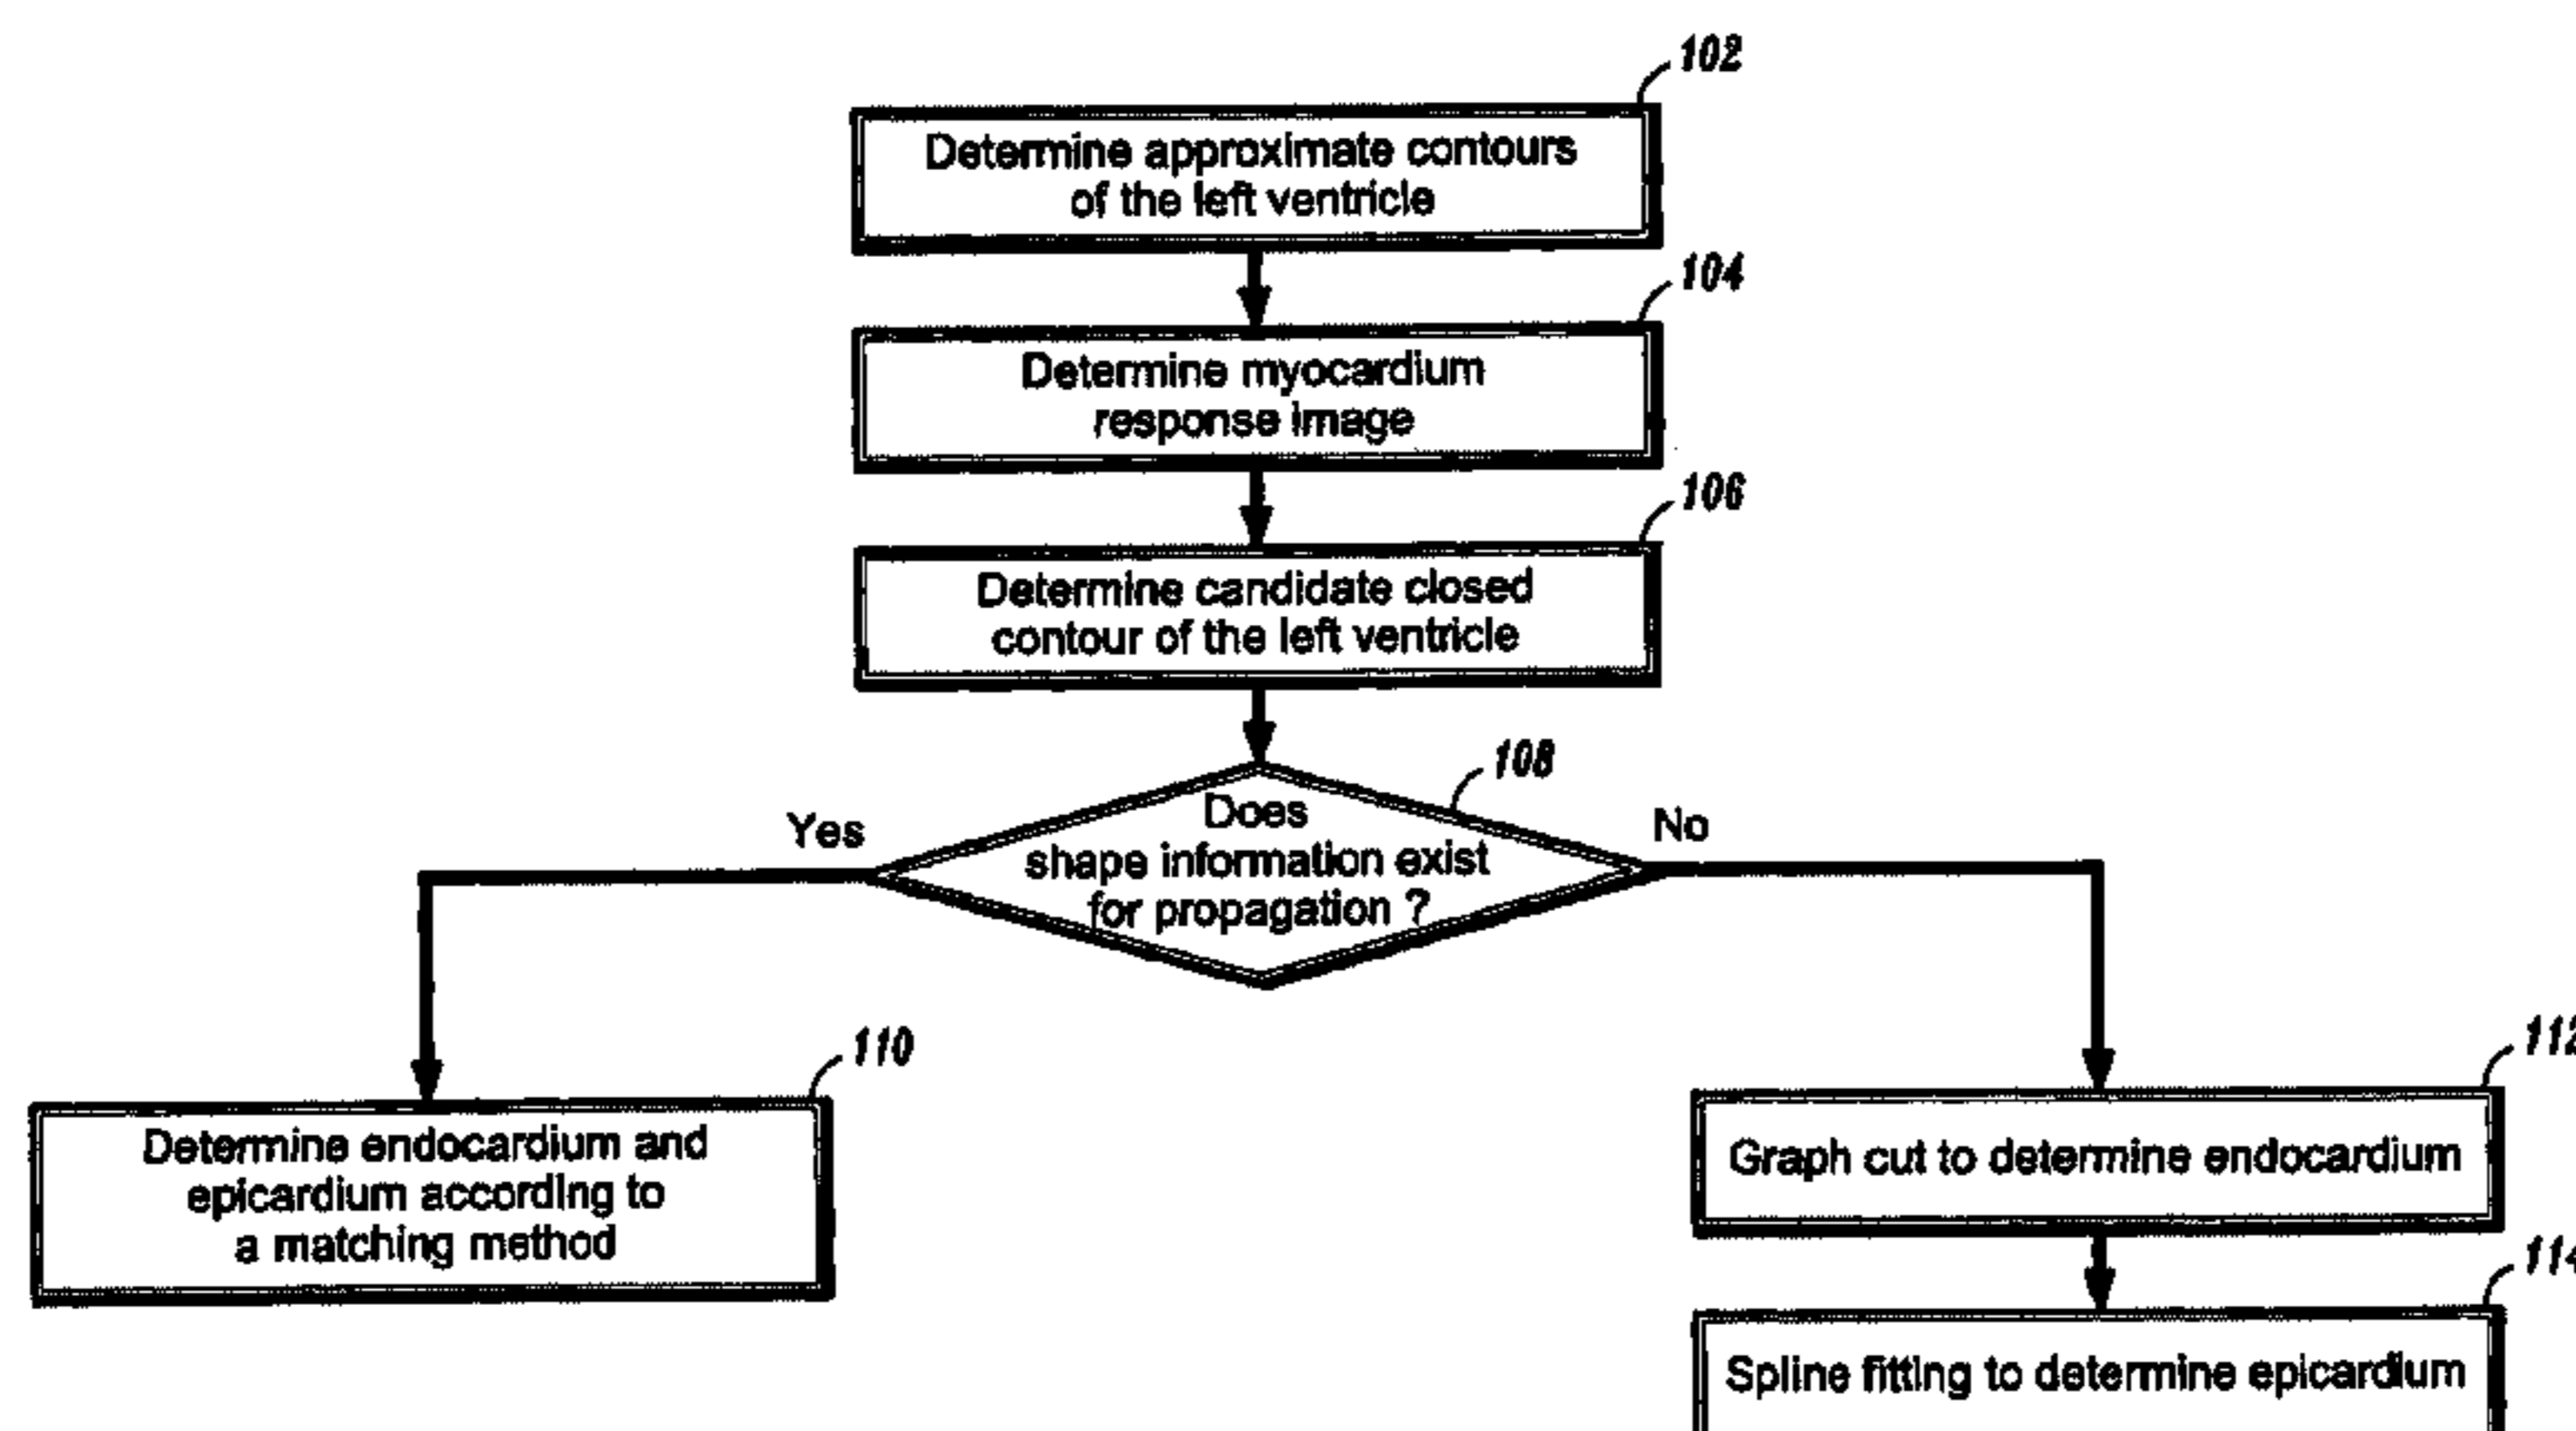 102
Determine approximate contours
of the left ventricle
104
Determine myocardium
response image
106
Determine candidate closed
contour of the left ventricle
108
Does
shape information exist
for propagation ?
Yes
No
110
Determine endocardium and
epicardium according to
a matching method
112
Graph cut to determine endocardium
114
Spline fitting to determine epicardium